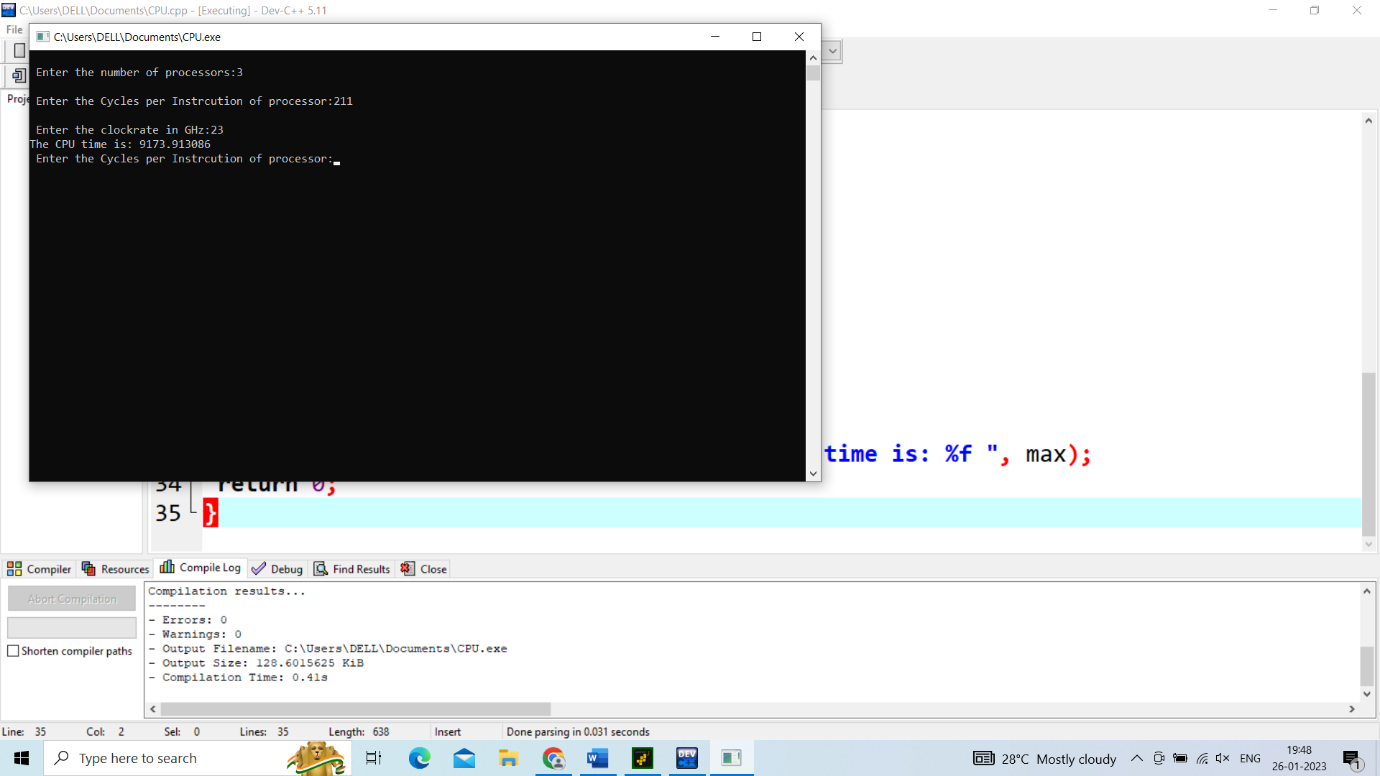 C:\Users\DELL\Documents\CPU.cpp - [Executing] - Dev-C++ 5.11
File
C:\Users\DELL\Documents\CPU.exe
Enter the number of processors:3
Enter the Cycles per Instrcution of processor:211
Enter the clockrate in GHz:23
The CPU time is: 9173.913086
Enter the Cycles per Instrcution of processor:
Proje
time is: %f ", max);
34 return 0;
35 }
Compiler Resources Compile Log Debug Find Results Close
Abort Compilation
Shorten compiler paths
Compilation results...
--------
- Errors: 0
- Warnings: 0
- Output Filename: C:\Users\DELL\Documents\CPU.exe
- Output Size: 128.6015625 KiB
- Compilation Time: 0.41s
Line: 35 Col: 2 Sel: 0 Lines: 35 Length: 638 Insert Done parsing in 0.031 seconds
Type here to search
DEV
28°C Mostly cloudy
ENG
19:48
26-01-2023
1